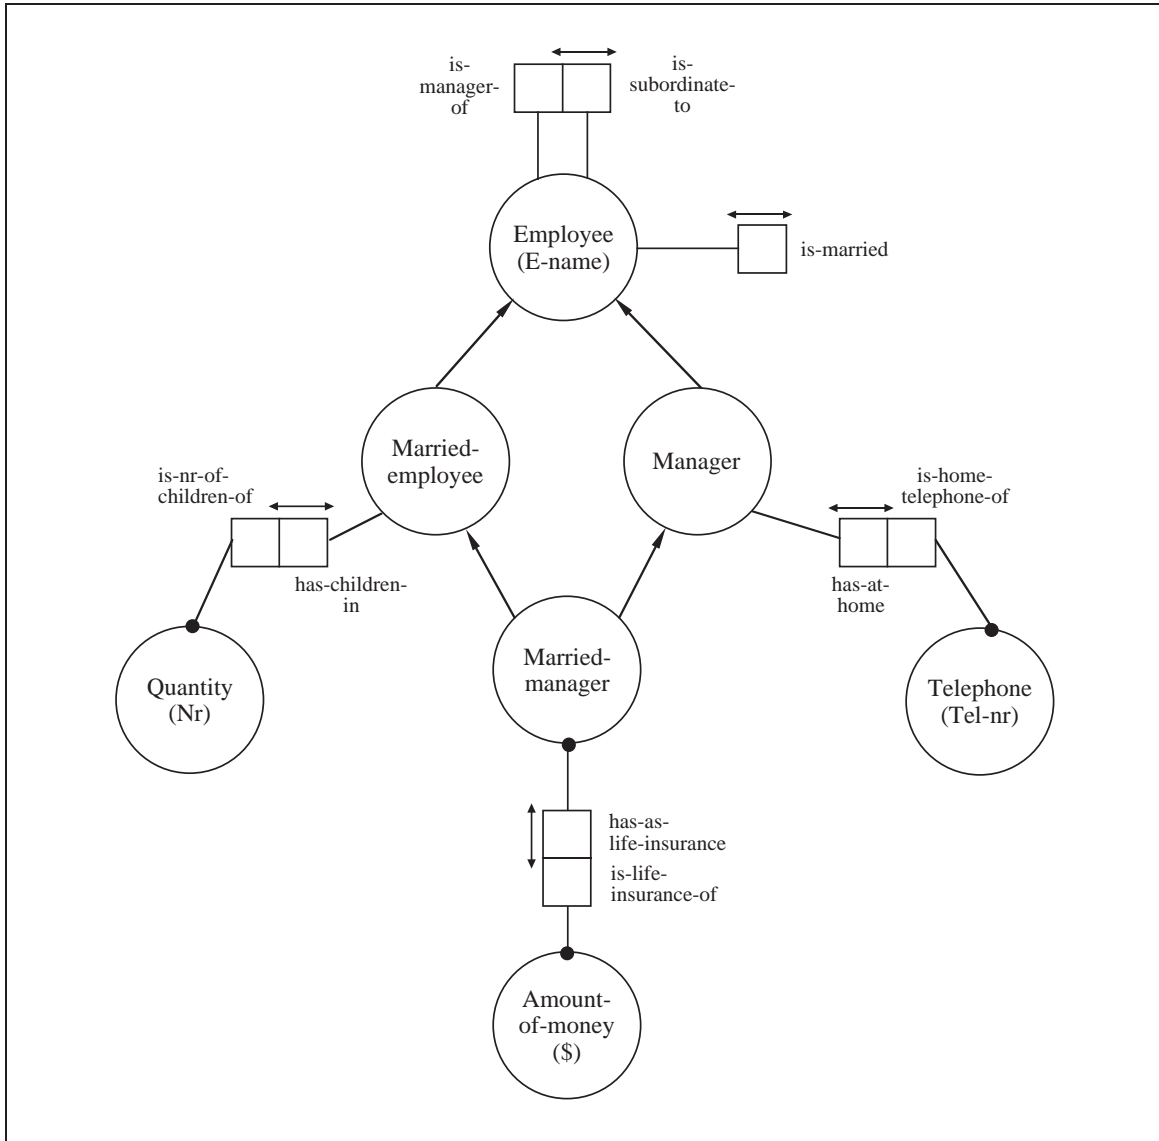 is-
manager-
of
is-
subordinate-
to
Employee
(E-name)
is-married
Married-
employee
Manager
is-nr-of-
children-of
has-children-
in
is-home-
telephone-of
has-at-
home
Quantity
(Nr)
Married-
manager
Telephone
(Tel-nr)
has-as-
life-insurance
is-life-
insurance-of
Amount-
of-money
($)